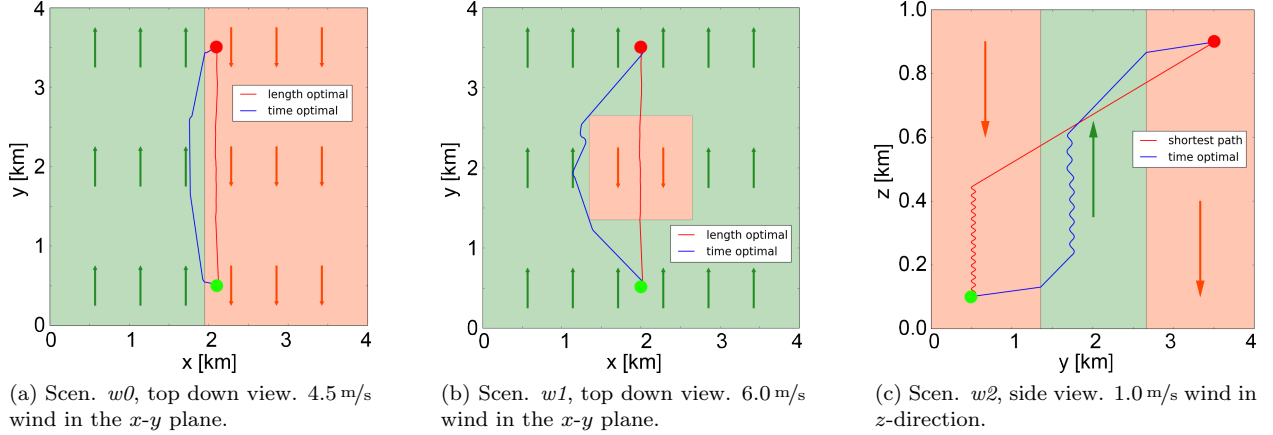 4
3
2
1
0
y [km]
0
1
2
3
4
x [km]
length optimal
time optimal
(a) Scen. w0, top down view. 4.5 m/s
wind in the x-y plane.
4
3
2
1
0
y [km]
0
1
2
3
4
x [km]
length optimal
time optimal
(b) Scen. w1, top down view. 6.0 m/s
wind in the x-y plane.
1.0
0.8
0.6
0.4
0.2
0.0
z [km]
0
1
2
3
4
y [km]
shortest path
time optimal
(c) Scen. w2, side view. 1.0 m/s wind in
z-direction.